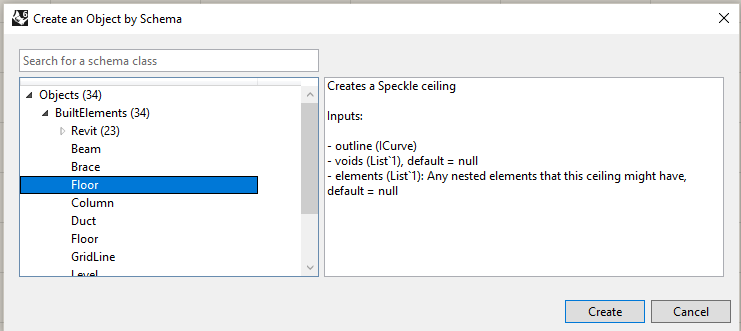 Create an Object by Schema
Search for a schema class
Objects (34)
BuiltElements (34)
Revit (23)
Beam
Brace
Floor
Column
Duct
Floor
GridLine
Level
Creates a Speckle ceiling
Inputs:
- outline (ICurve)
- voids (List`1), default = null
- elements (List`1): Any nested elements that this ceiling might have,
default = null
Create
Cancel